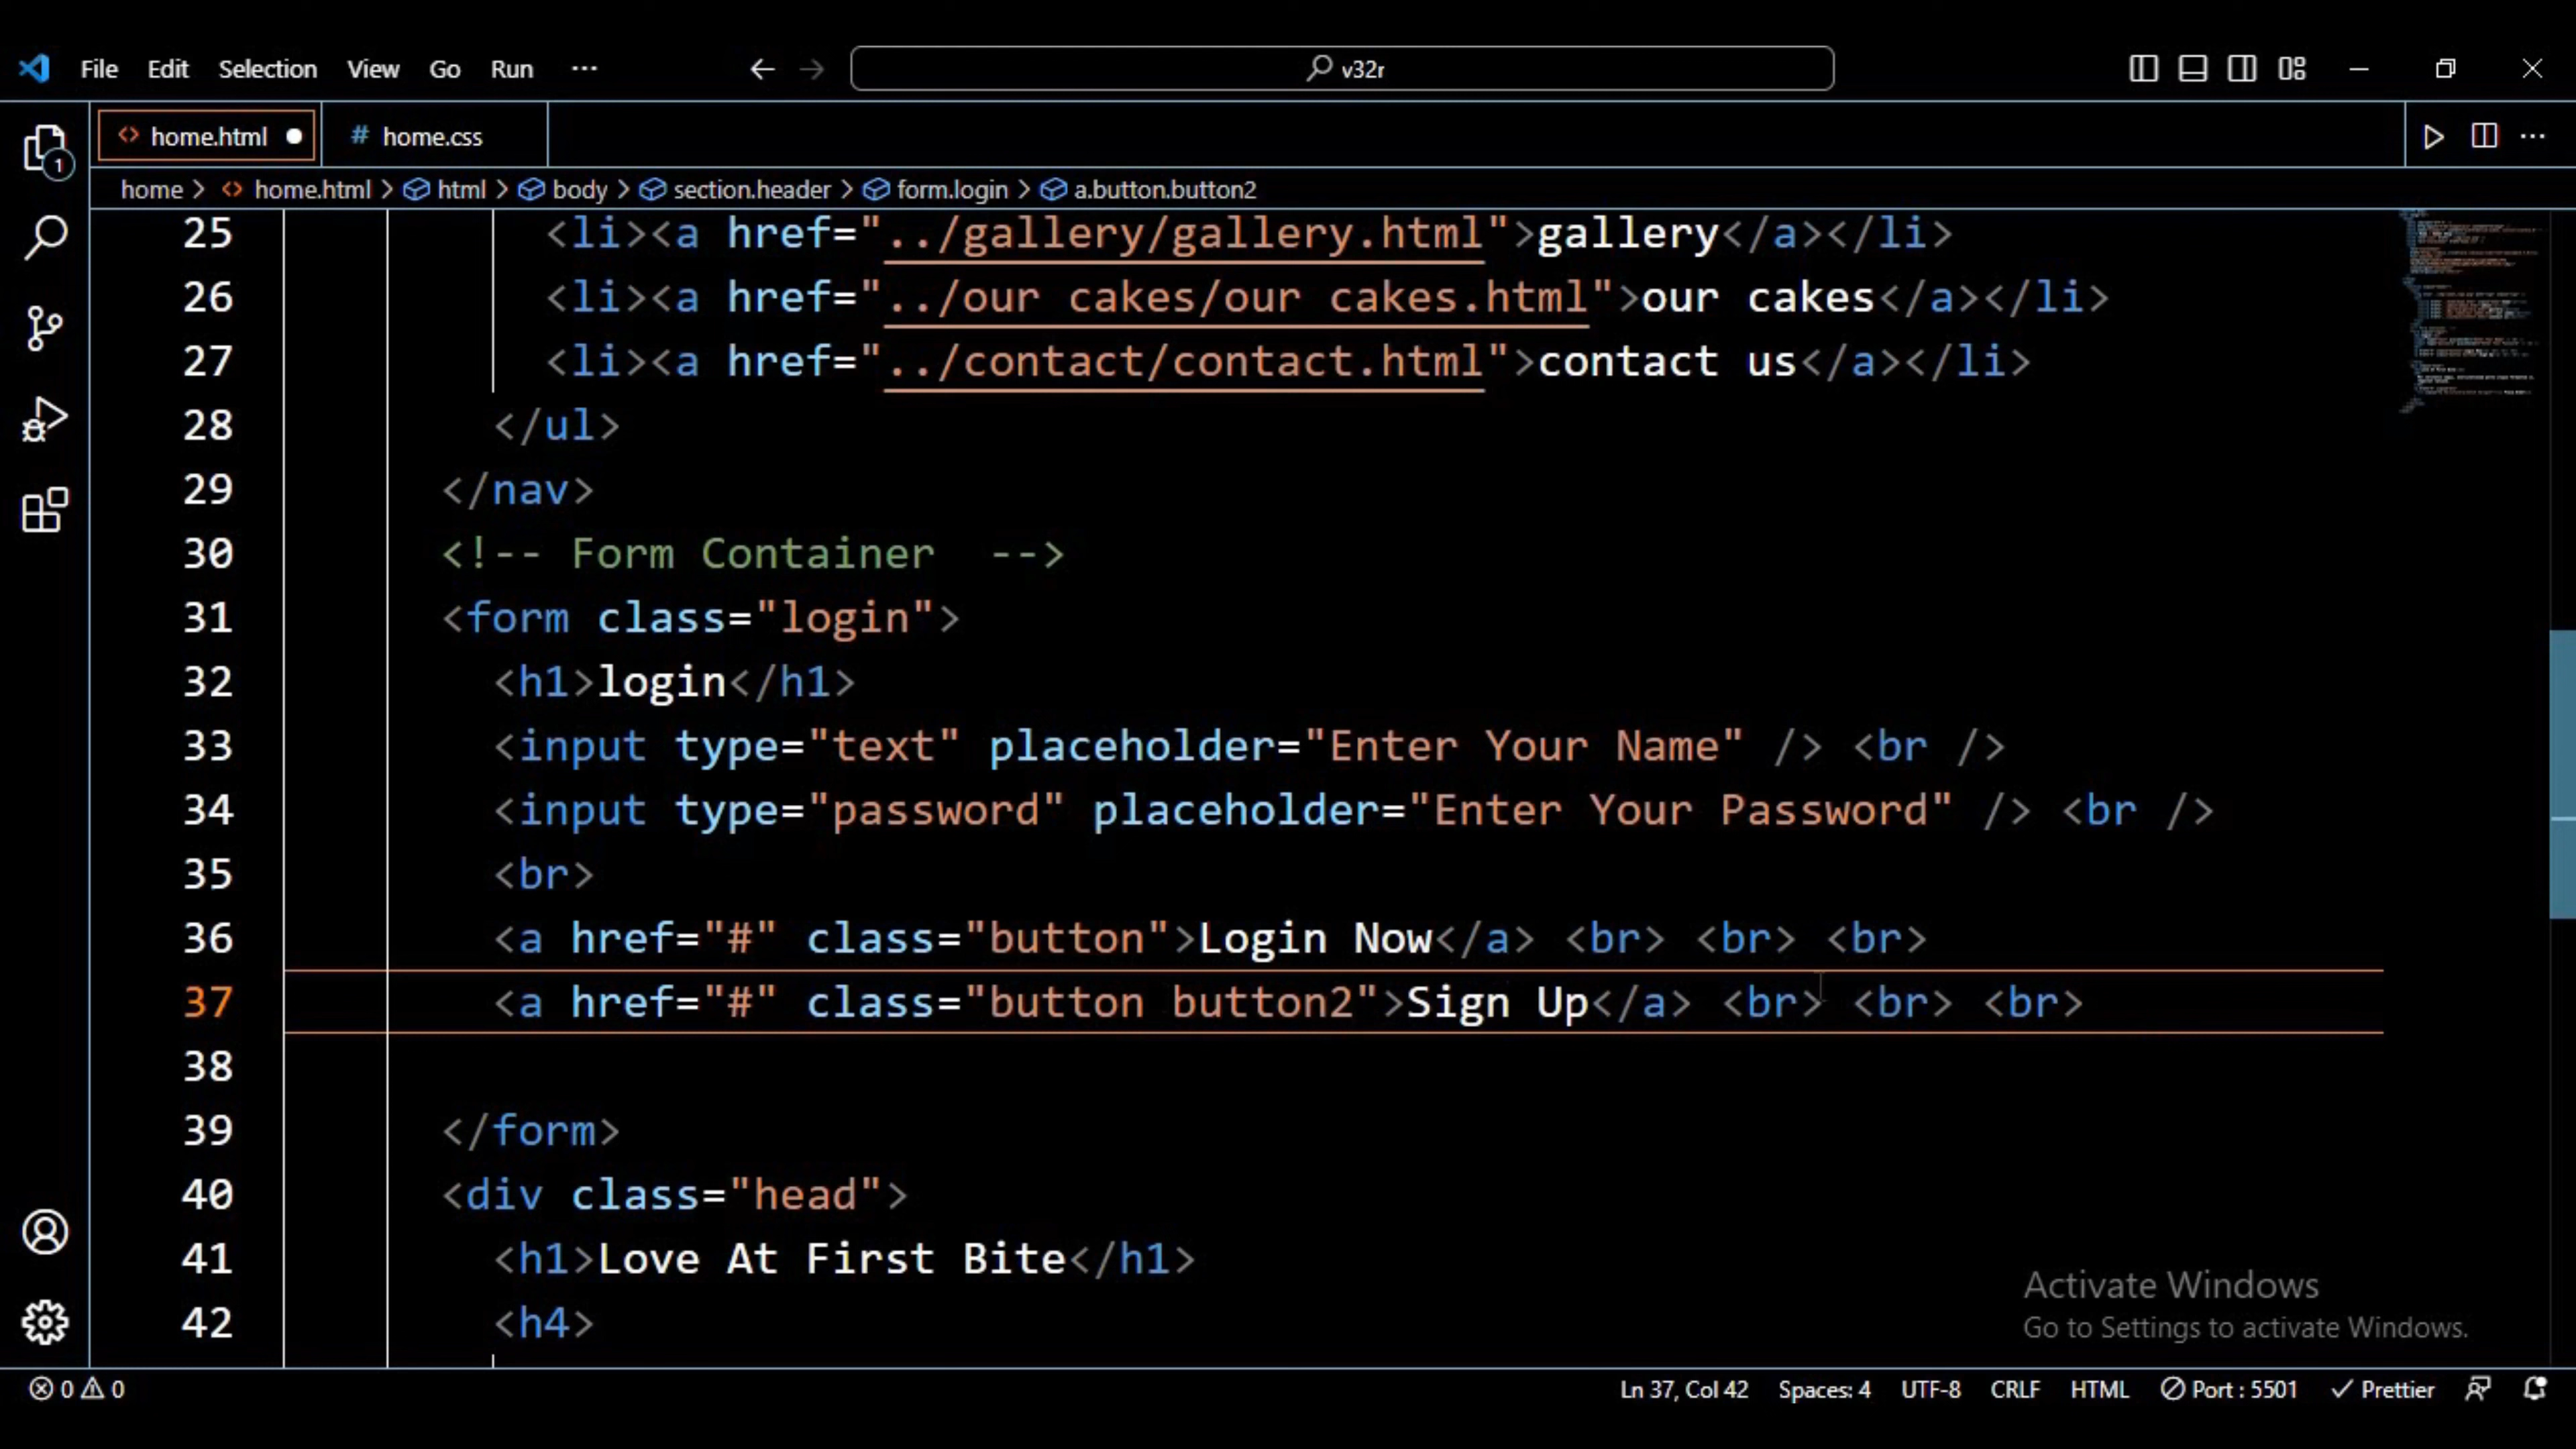 File Edit Selection View Go Run ··· v32r
home.html home.css
1
home > home.html > html > body > section.header > form.login > a.button.button2
25 <li><a href="../gallery/gallery.html">gallery</a></li>
26 <li><a href="../our cakes/our cakes.html">our cakes</a></li>
27 <li><a href="../contact/contact.html">contact us</a></li>
28 </ul>
29 </nav>
30 <!-- Form Container  -->
31 <form class="login">
32 <h1>login</h1>
33 <input type="text" placeholder="Enter Your Name" /> <br />
34 <input type="password" placeholder="Enter Your Password" /> <br />
35 <br>
36 <a href="#" class="button">Login Now</a> <br> <br> <br>
37 <a href="#" class="button button2">Sign Up</a> <br> <br> <br>
38
39 </form>
40 <div class="head">
41 <h1>Love At First Bite</h1>
42 <h4>
Activate Windows
Go to Settings to activate Windows.
0 0 Ln 37, Col 42 Spaces: 4 UTF-8 CRLF HTML Port : 5501 Prettier